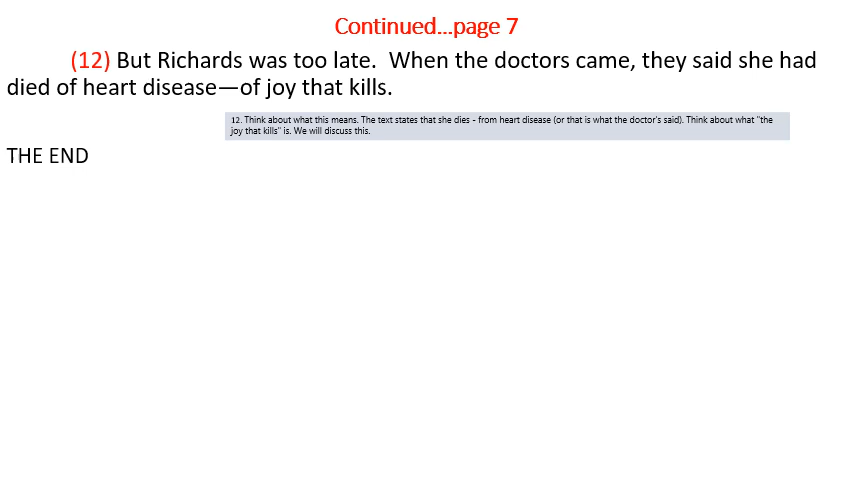 Continued...page 7
(12) But Richards was too late.  When the doctors came, they said she had
died of heart disease—of joy that kills.
12. Think about what this means. The text states that she dies - from heart disease (or that is what the doctor's said). Think about what "the
joy that kills" is. We will discuss this.
THE END